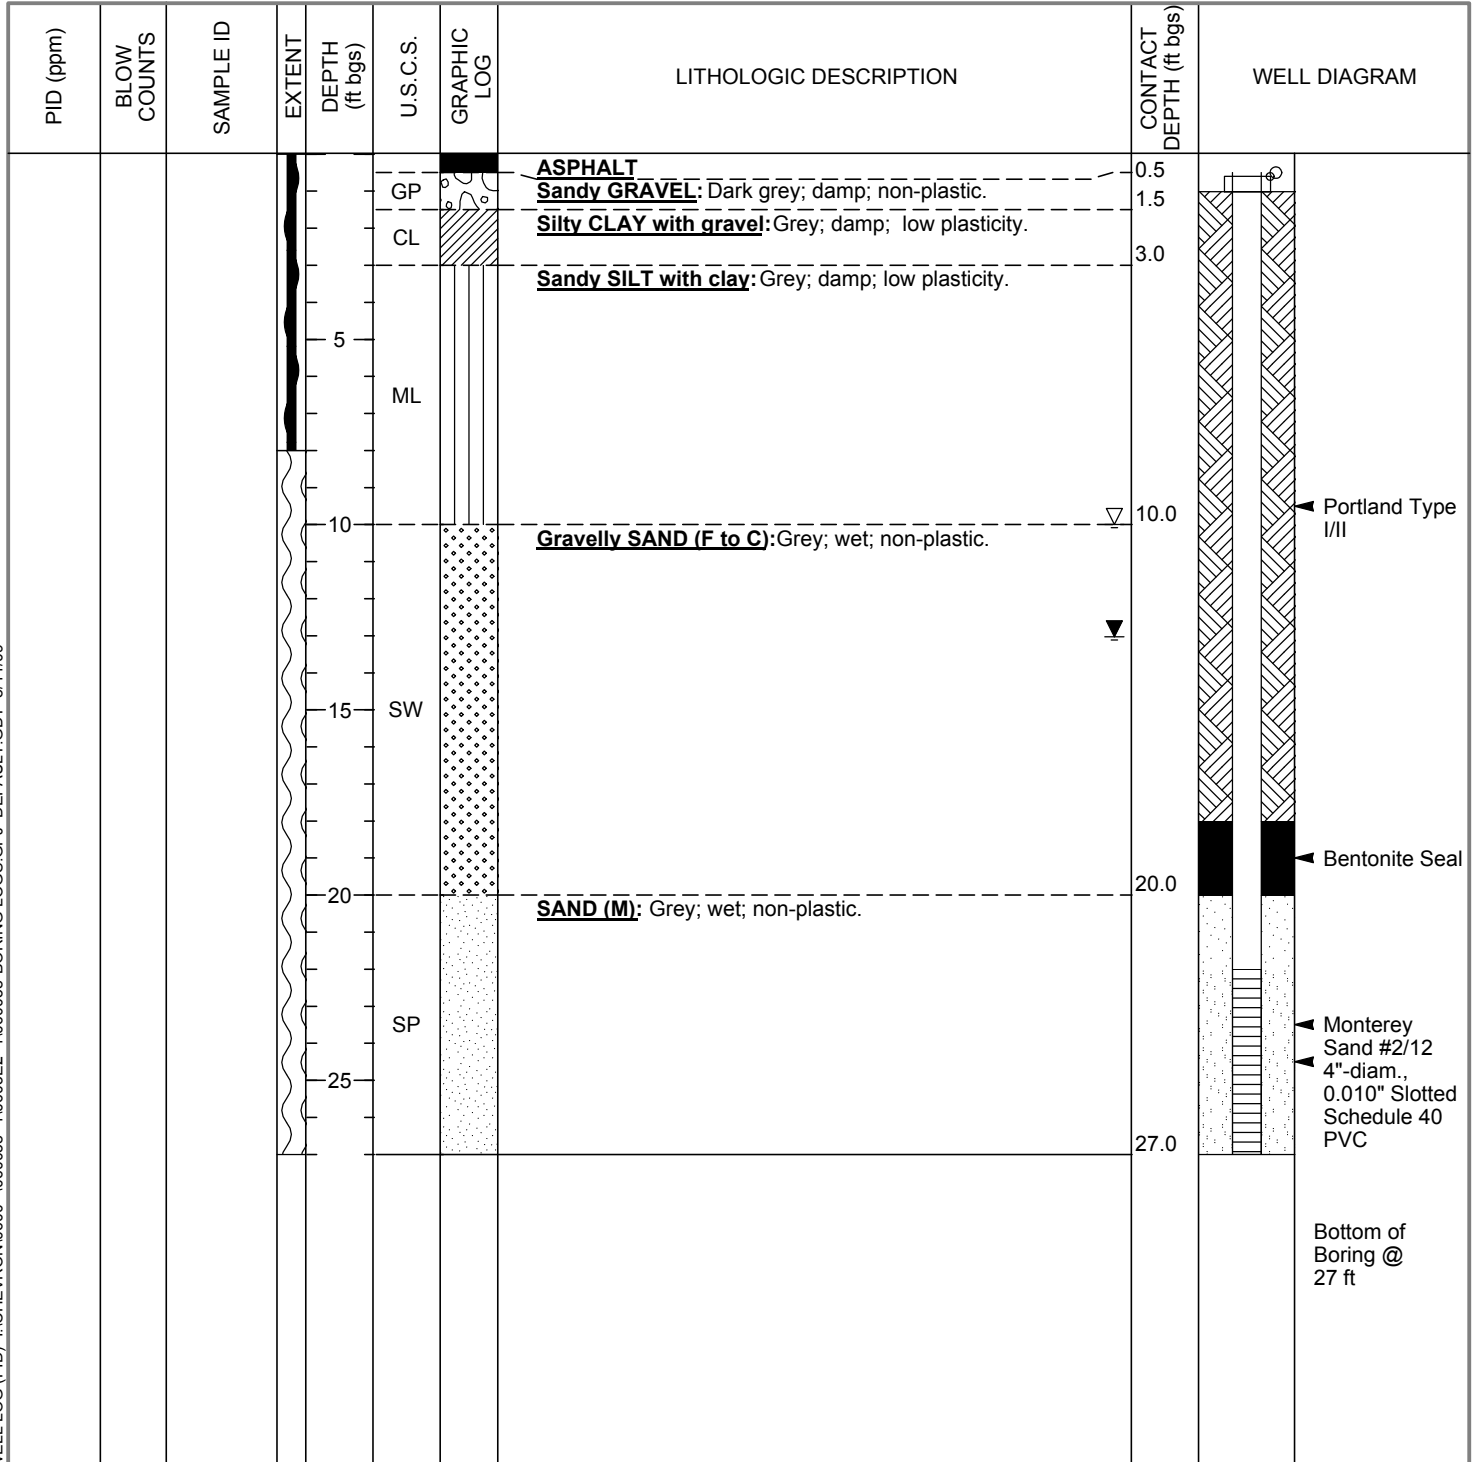 PID (ppm)
BLOW
COUNTS
SAMPLE ID
EXTENT
DEPTH
(ft bgs)
U.S.C.S.
GRAPHIC
LOG
LITHOLOGIC DESCRIPTION
CONTACT
DEPTH (ft bgs)
WELL DIAGRAM
ASPHALT
0.5
GP
Sandy GRAVEL: Dark grey; damp; non-plastic.
1.5
CL
Silty CLAY with gravel: Grey; damp; low plasticity.
3.0
Sandy SILT with clay: Grey; damp; low plasticity.
5
ML
10
10.0
Portland Type
I/II
Gravelly SAND (F to C): Grey; wet; non-plastic.
15
SW
Bentonite Seal
20
20.0
SAND (M): Grey; wet; non-plastic.
SP
Monterey
Sand #2/12
4"-diam.,
0.010" Slotted
Schedule 40
PVC
25
27.0
Bottom of
Boring @
27 ft